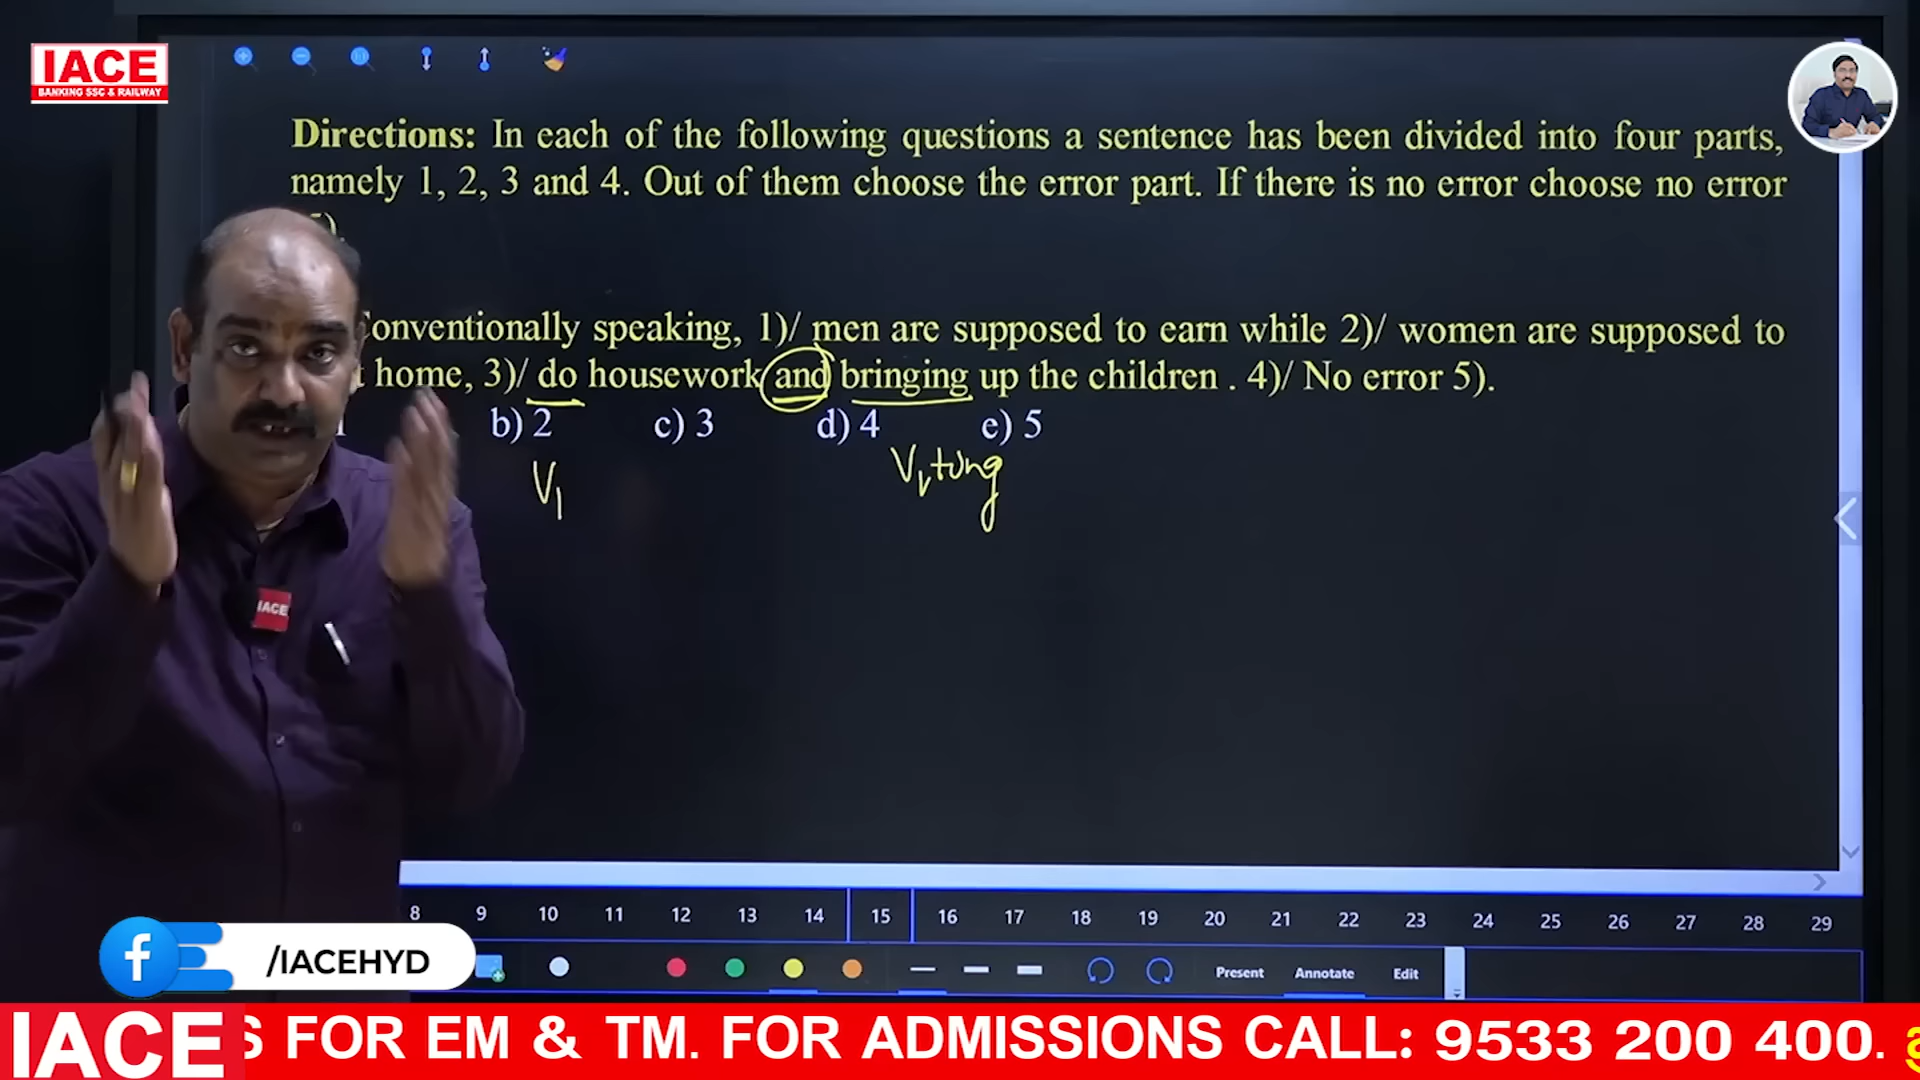 IACE
BANKING SSC & RAILWAY
Directions: In each of the following questions a sentence has been divided into four parts,
namely 1, 2, 3 and 4. Out of them choose the error part. If there is no error choose no error
Conventionally speaking, 1)/ men are supposed to earn while 2)/ women are supposed to
home, 3)/ do housework and bringing up the children . 4)/ No error 5).
b) 2 c) 3 d) 4 e) 5
V1 V1+ing
IACE
8 9 10 11 12 13 14 15 16 17 18 19 20 21 22 23 24 25 26 27 28 29
/IACEHYD
Present Annotate Edit
IACE S FOR EM & TM. FOR ADMISSIONS CALL: 9533 200 400.